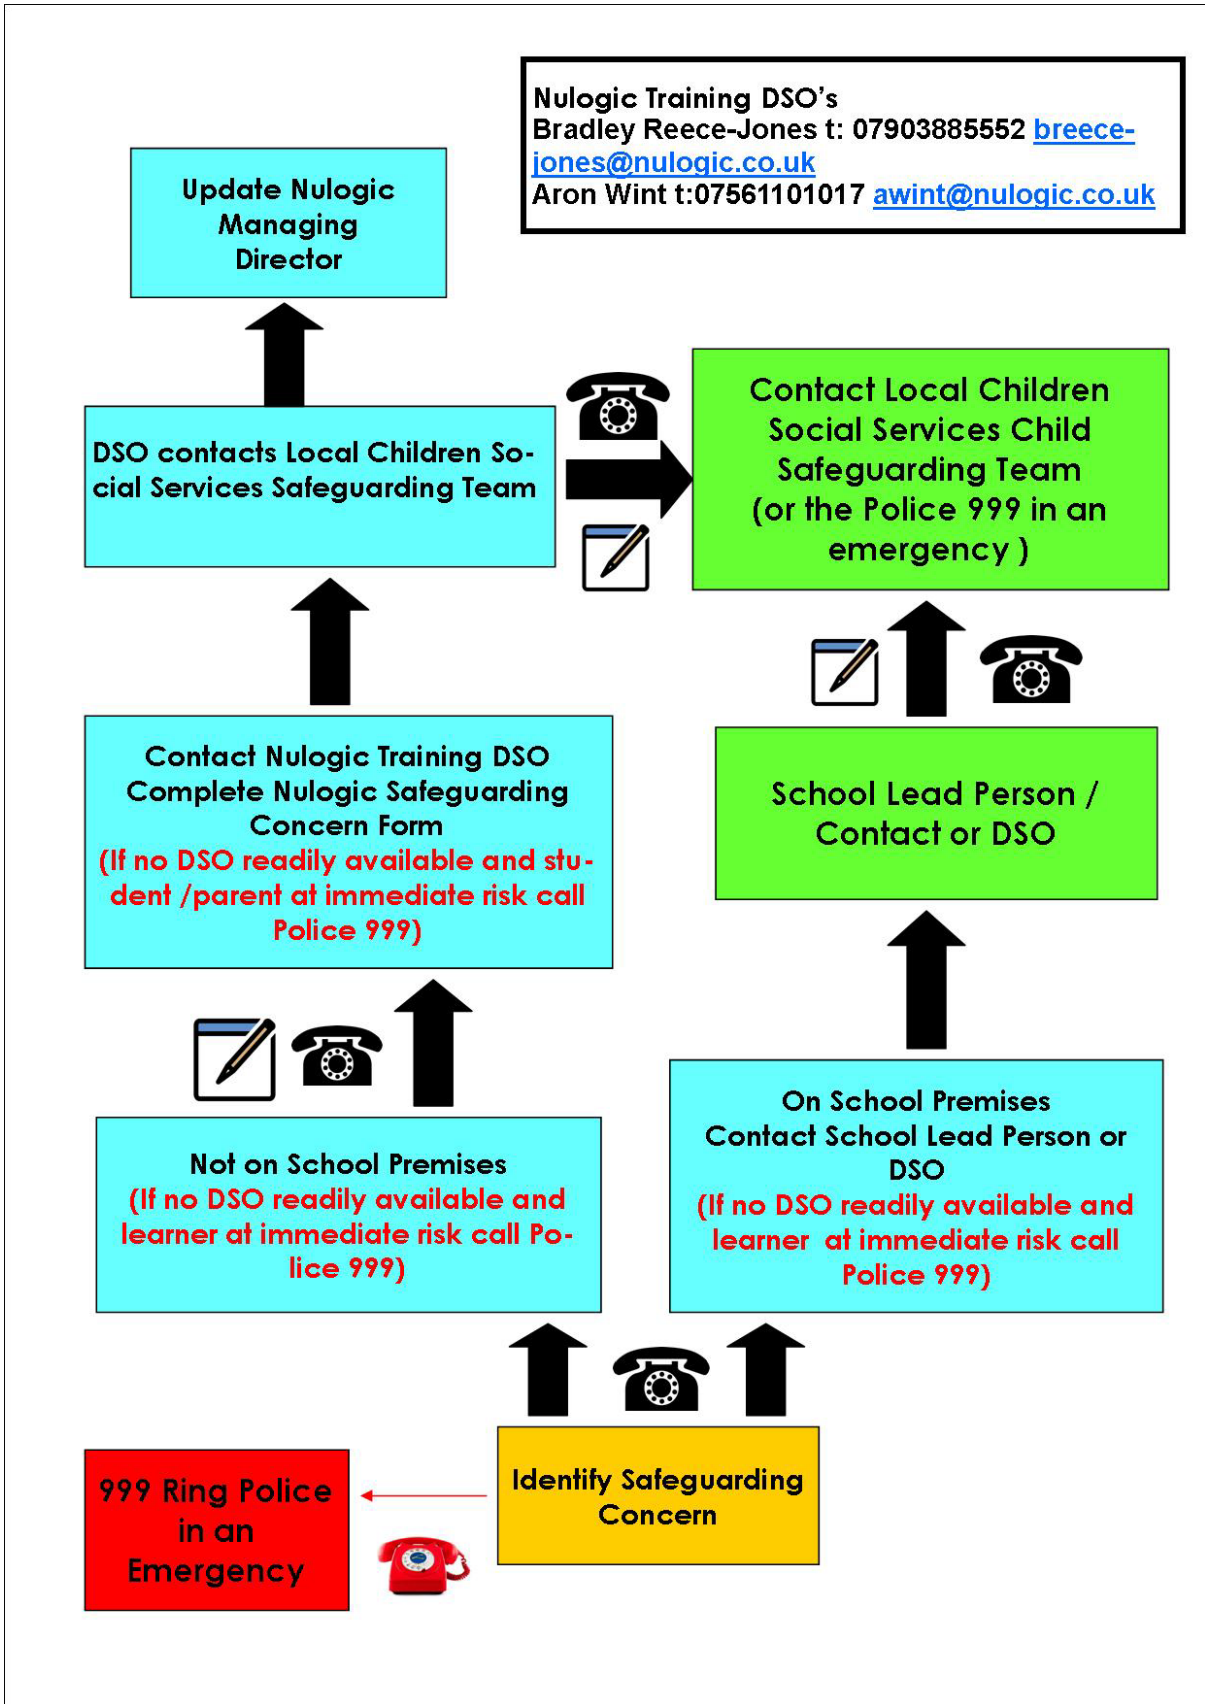 Nulogic Training DSO's
Bradley Reece-Jones t: 07903885552 breece-
jones@nulogic.co.uk
Aron Wint t:07561101017 awint@nulogic.co.uk
Update Nulogic
Managing
Director
DSO contacts Local Children So-
cial Services Safeguarding Team
Contact Local Children
Social Services Child
Safeguarding Team
(or the Police 999 in an
emergency )
Contact Nulogic Training DSO
Complete Nulogic Safeguarding
Concern Form
(If no DSO readily available and stu-
dent /parent at immediate risk call
Police 999)
School Lead Person /
Contact or DSO
Not on School Premises
(If no DSO readily available and
learner at immediate risk call Po-
lice 999)
On School Premises
Contact School Lead Person or
DSO
(If no DSO readily available and
learner  at immediate risk call
Police 999)
999 Ring Police
in an
Emergency
Identify Safeguarding
Concern